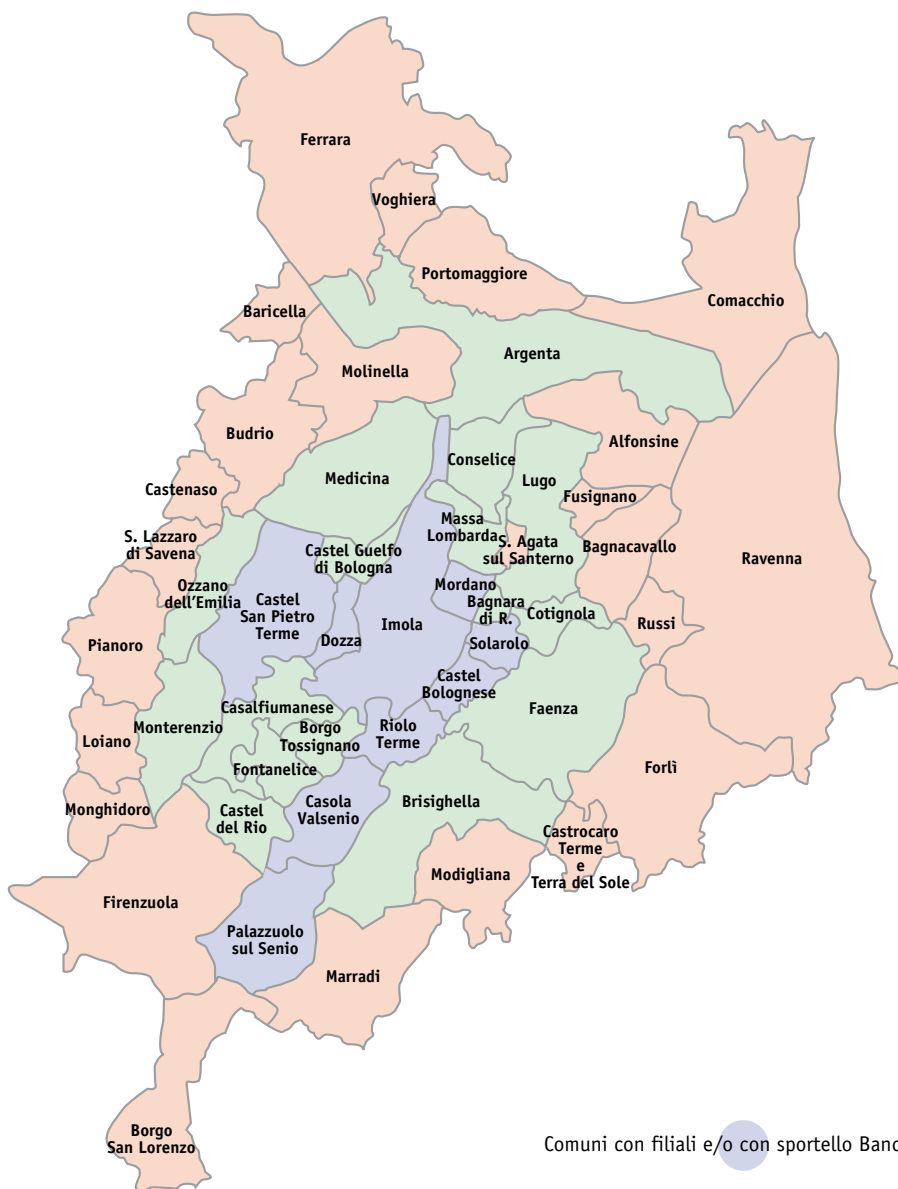 Ferrara
Voghiera
Portomaggiore
Comacchio
Baricella
Argenta
Molinella
Budrio
Alfonsine
Conselice
Medicina
Lugo
Castenaso
Fusignano
Massa
Lombarda
S. Lazzaro
di Savena
S. Agata
sul Santerno
Bagnacavallo
Castel Guelfo
di Bologna
Ravenna
Ozzano
dell'Emilia
Mordano
Castel
San Pietro
Terme
Bagnara
di R.
Cotignola
Imola
Russi
Pianoro
Dozza
Solarolo
Castel
Bolognese
Casalfiumanese
Faenza
Monterenzio
Riolo
Terme
Borgo
Tossignano
Loiano
Fontanelice
Forlì
Monghidoro
Casola
Valsenio
Brisighella
Castel
del Rio
Castrocaro
Terme
e
Terra del Sole
Modigliana
Firenzuola
Palazzuolo
sul Senio
Marradi
Borgo
San Lorenzo
Comuni con filiali e/o con sportello Banc